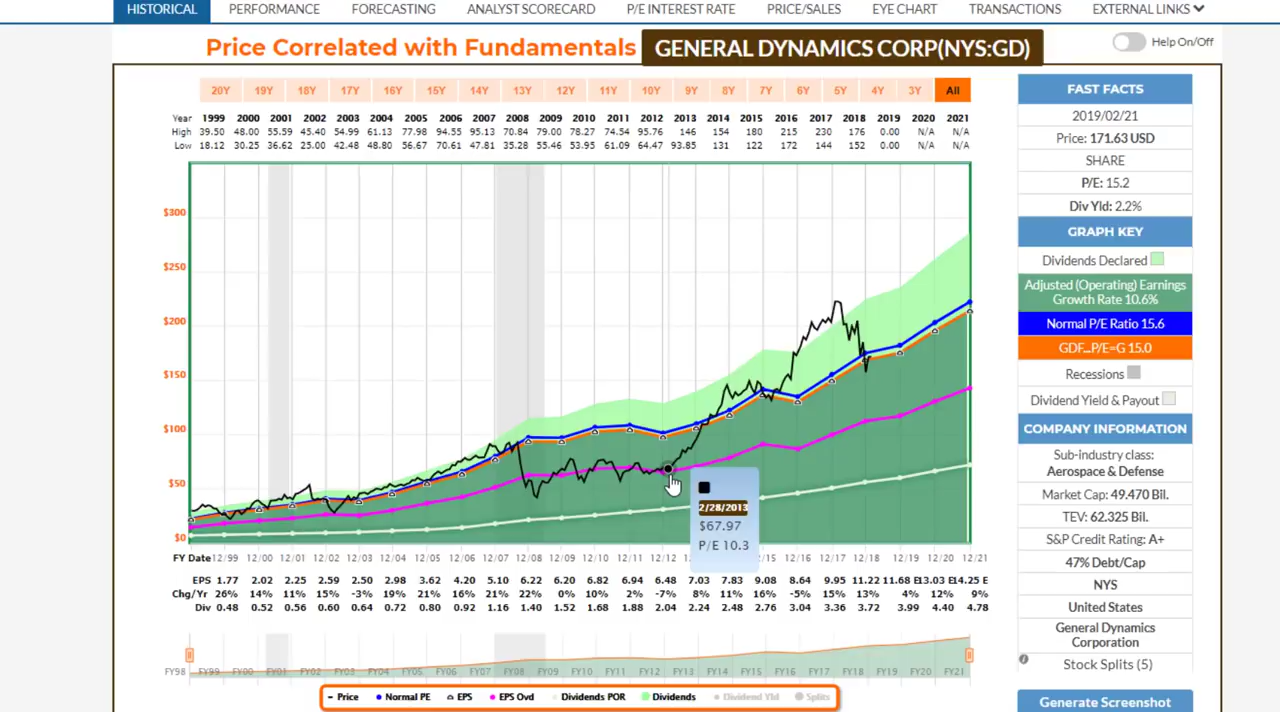 HISTORICAL PERFORMANCE FORECASTING ANALYST SCORECARD P/E INTEREST RATE PRICE/SALES EYE CHART TRANSACTIONS EXTERNAL LINKS
Price Correlated with Fundamentals GENERAL DYNAMICS CORP(NYS:GD) Help On/Off
20Y 19Y 18Y 17Y 16Y 15Y 14Y 13Y 12Y 11Y 10Y 9Y 8Y 7Y 6Y 5Y 4Y 3Y All
Year 1999 2000 2001 2002 2003 2004 2005 2006 2007 2008 2009 2010 2011 2012 2013 2014 2015 2016 2017 2018 2019 2020 2021
High 39.50 48.00 55.59 45.40 54.99 61.13 77.98 94.55 95.13 70.84 79.00 78.27 74.54 95.76 146 154 180 215 230 176 0.00 N/A N/A
Low 18.12 30.25 36.62 25.00 42.48 48.80 56.67 70.61 47.81 35.28 55.46 53.95 61.09 64.47 93.85 131 122 172 144 152 0.00 N/A N/A
$300
$250
$200
$150
$100
$50
$0
2/28/2013
$67.97
P/E 10.3
FY Date 12/99 12/00 12/01 12/02 12/03 12/04 12/05 12/06 12/07 12/08 12/09 12/10 12/11 12/12 /15 12/16 12/17 12/18 12/19 12/20 12/21
EPS 1.77 2.02 2.25 2.59 2.50 2.98 3.62 4.20 5.10 6.22 6.20 6.82 6.94 6.48 7.03 7.83 9.08 8.64 9.95 11.22 11.68 E13.03 E14.25 E
Chg/Yr 26% 14% 11% 15% -3% 19% 21% 16% 21% 22% 0% 10% 2% -7% 8% 11% 16% -5% 15% 13% 4% 12% 9%
Div 0.48 0.52 0.56 0.60 0.64 0.72 0.80 0.92 1.16 1.40 1.52 1.68 1.88 2.04 2.24 2.48 2.76 3.04 3.36 3.72 3.99 4.40 4.78
FY98 FY99 FY00 FY01 FY02 FY03 FY04 FY05 FY06 FY07 FY08 FY09 FY10 FY11 FY12 FY13 FY14 FY15 FY16 FY17 FY18 FY19 FY20 FY21
Price Normal PE EPS EPS Ovd Dividends POR Dividends Dividend Yld Splits
FAST FACTS
2019/02/21
Price: 171.63 USD
SHARE
P/E: 15.2
Div Yld: 2.2%
GRAPH KEY
Dividends Declared
Adjusted (Operating) Earnings
Growth Rate 10.6%
Normal P/E Ratio 15.6
GDF...P/E=G 15.0
Recessions
Dividend Yield & Payout
COMPANY INFORMATION
Sub-industry class:
Aerospace & Defense
Market Cap: 49.470 Bil.
TEV: 62.325 Bil.
S&P Credit Rating: A+
47% Debt/Cap
NYS
United States
General Dynamics
Corporation
Stock Splits (5)
Generate Screenshot